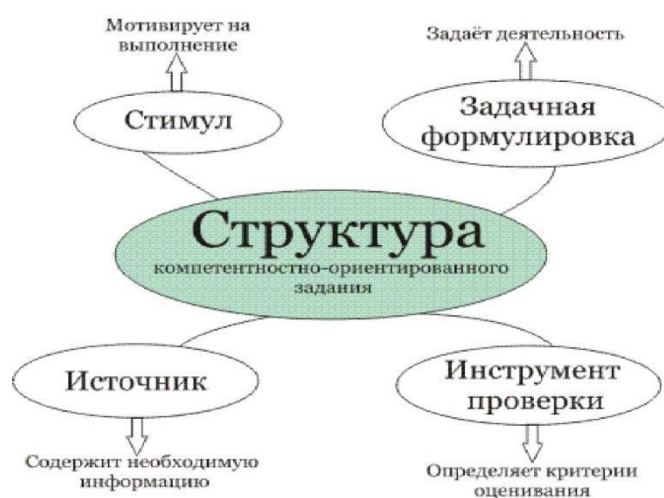 Мотивирует на
выполнение
Стимул
Задаёт деятельность
Задачная
формулировка
Структура
компетентностно-ориентированного
задания
Источник
Содержит необходимую
информацию
Инструмент
проверки
Определяет критерии
оценивания